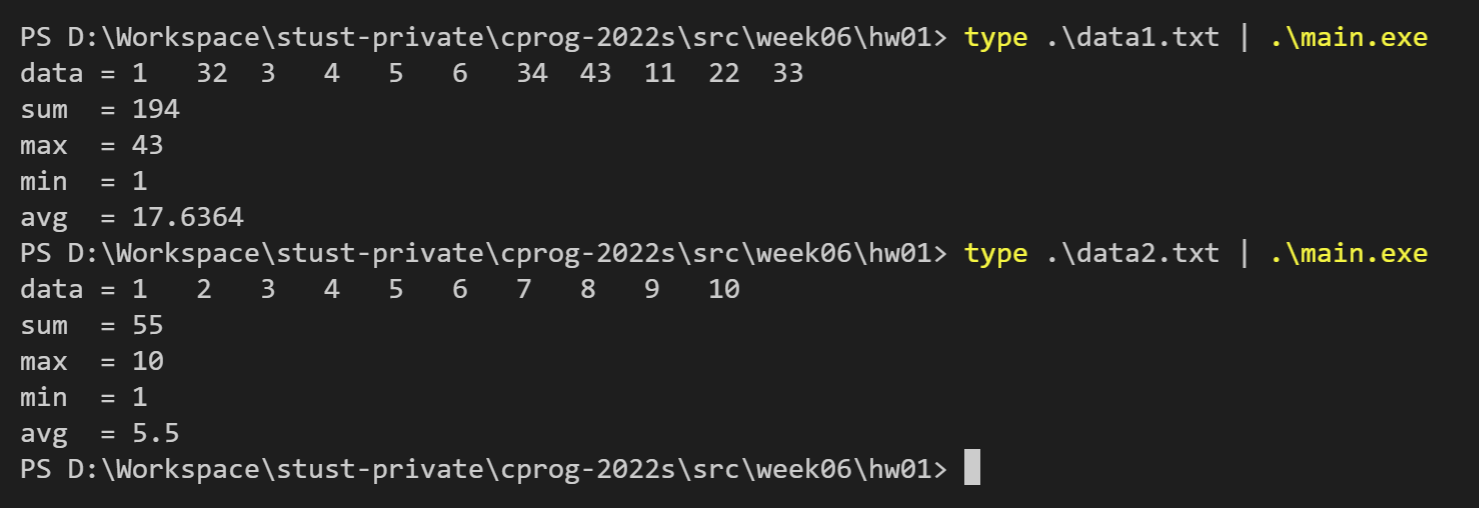 PS D:\Workspace\stust-private\cprog-2022s\src\week06\hw01> type .\data1.txt | .\main.exe
data = 1   32  3   4   5   6   34  43  11  22  33
sum  = 194
max  = 43
min  = 1
avg  = 17.6364
PS D:\Workspace\stust-private\cprog-2022s\src\week06\hw01> type .\data2.txt | .\main.exe
data = 1   2   3   4   5   6   7   8   9   10
sum  = 55
max  = 10
min  = 1
avg  = 5.5
PS D:\Workspace\stust-private\cprog-2022s\src\week06\hw01>